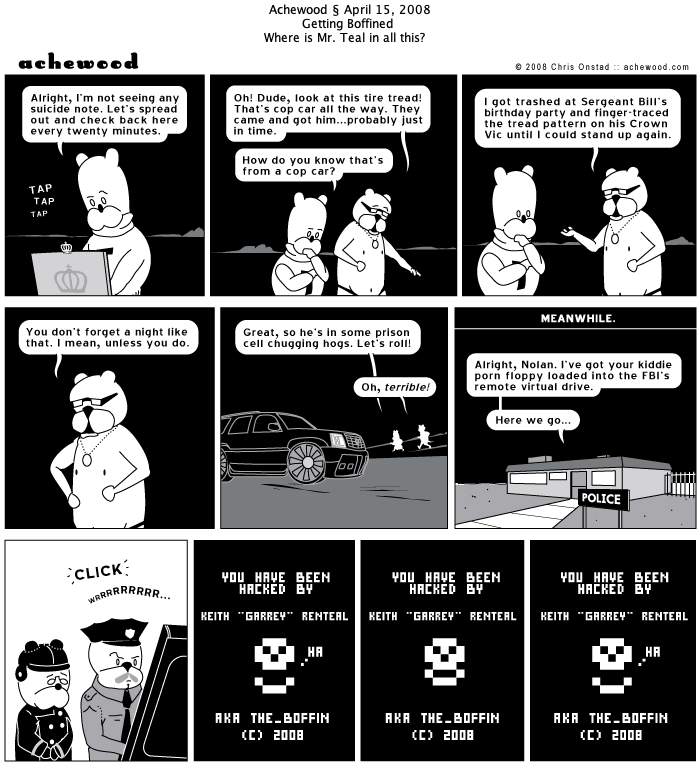 Achewood § April 15, 2008
Getting Boffined
Where is Mr. Teal in all this?
achewood
© 2008 Chris Onstad :: achewood.com
Alright, I'm not seeing any
suicide note. Let's spread
out and check back here
every twenty minutes.
TAP
TAP
TAP
Oh! Dude, look at this tire tread!
That's cop car all the way. They
came and got him...probably just
in time.
How do you know that's
from a cop car?
I got trashed at Sergeant Bill's
birthday party and finger-traced
the tread pattern on his Crown
Vic until I could stand up again.
You don't forget a night like
that. I mean, unless you do.
Great, so he's in some prison
cell chugging hogs. Let's roll!
Oh, terrible!
MEANWHILE.
Alright, Nolan. I've got your kiddie
porn floppy loaded into the FBI's
remote virtual drive.
Here we go...
POLICE
CLICK
WRRRRRRRRR...
YOU HAVE BEEN
HACKED BY
KEITH "GARREY" RENTEAL
HA
AKA THE_BOFFIN
(C) 2008
YOU HAVE BEEN
HACKED BY
KEITH "GARREY" RENTEAL
AKA THE_BOFFIN
(C) 2008
YOU HAVE BEEN
HACKED BY
KEITH "GARREY" RENTEAL
HA
AKA THE_BOFFIN
(C) 2008